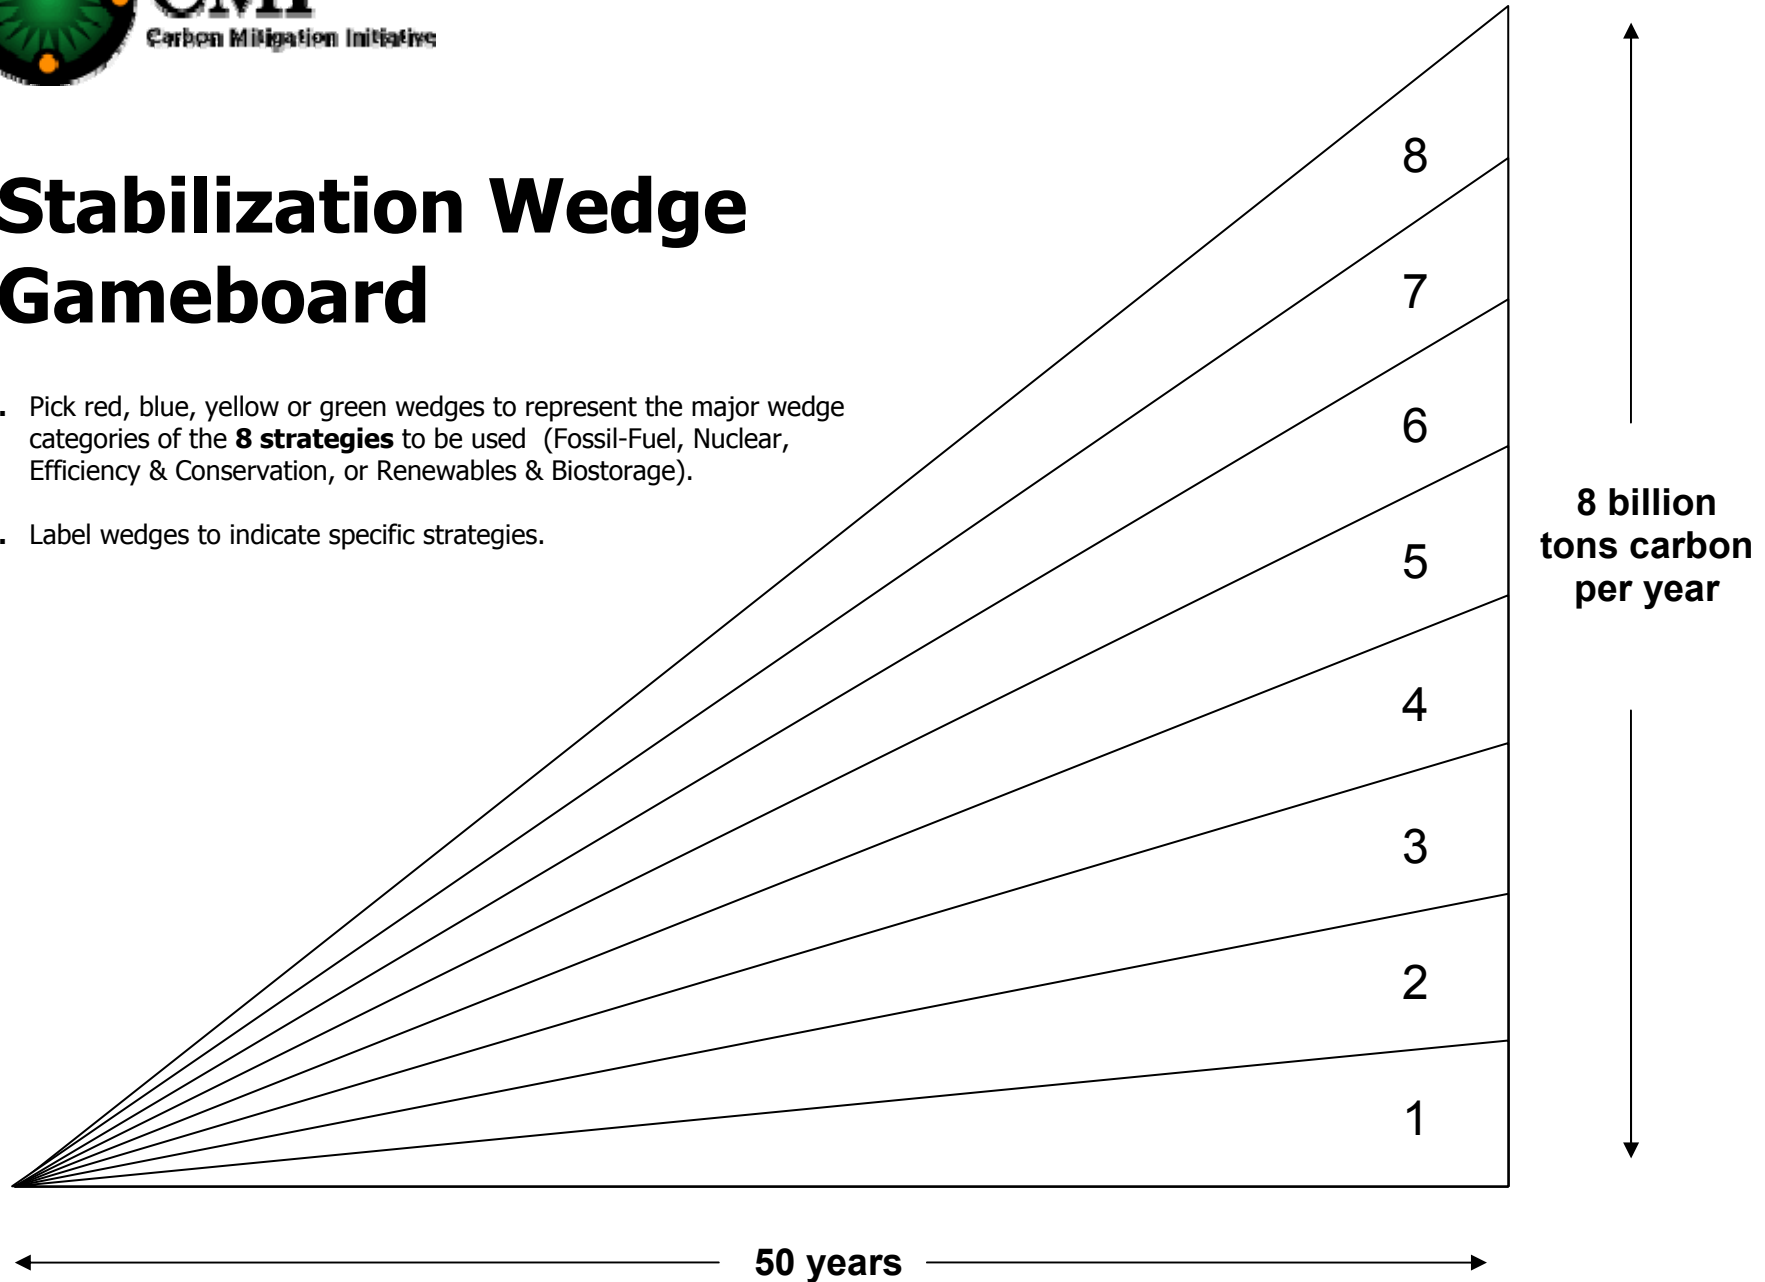 CMI
Carbon Mitigation Initiative
Stabilization Wedge
Gameboard
. Pick red, blue, yellow or green wedges to represent the major wedge
categories of the 8 strategies to be used (Fossil-Fuel, Nuclear,
Efficiency & Conservation, or Renewables & Biostorage).
. Label wedges to indicate specific strategies.
8
7
6
5
4
3
2
1
8 billion
tons carbon
per year
50 years